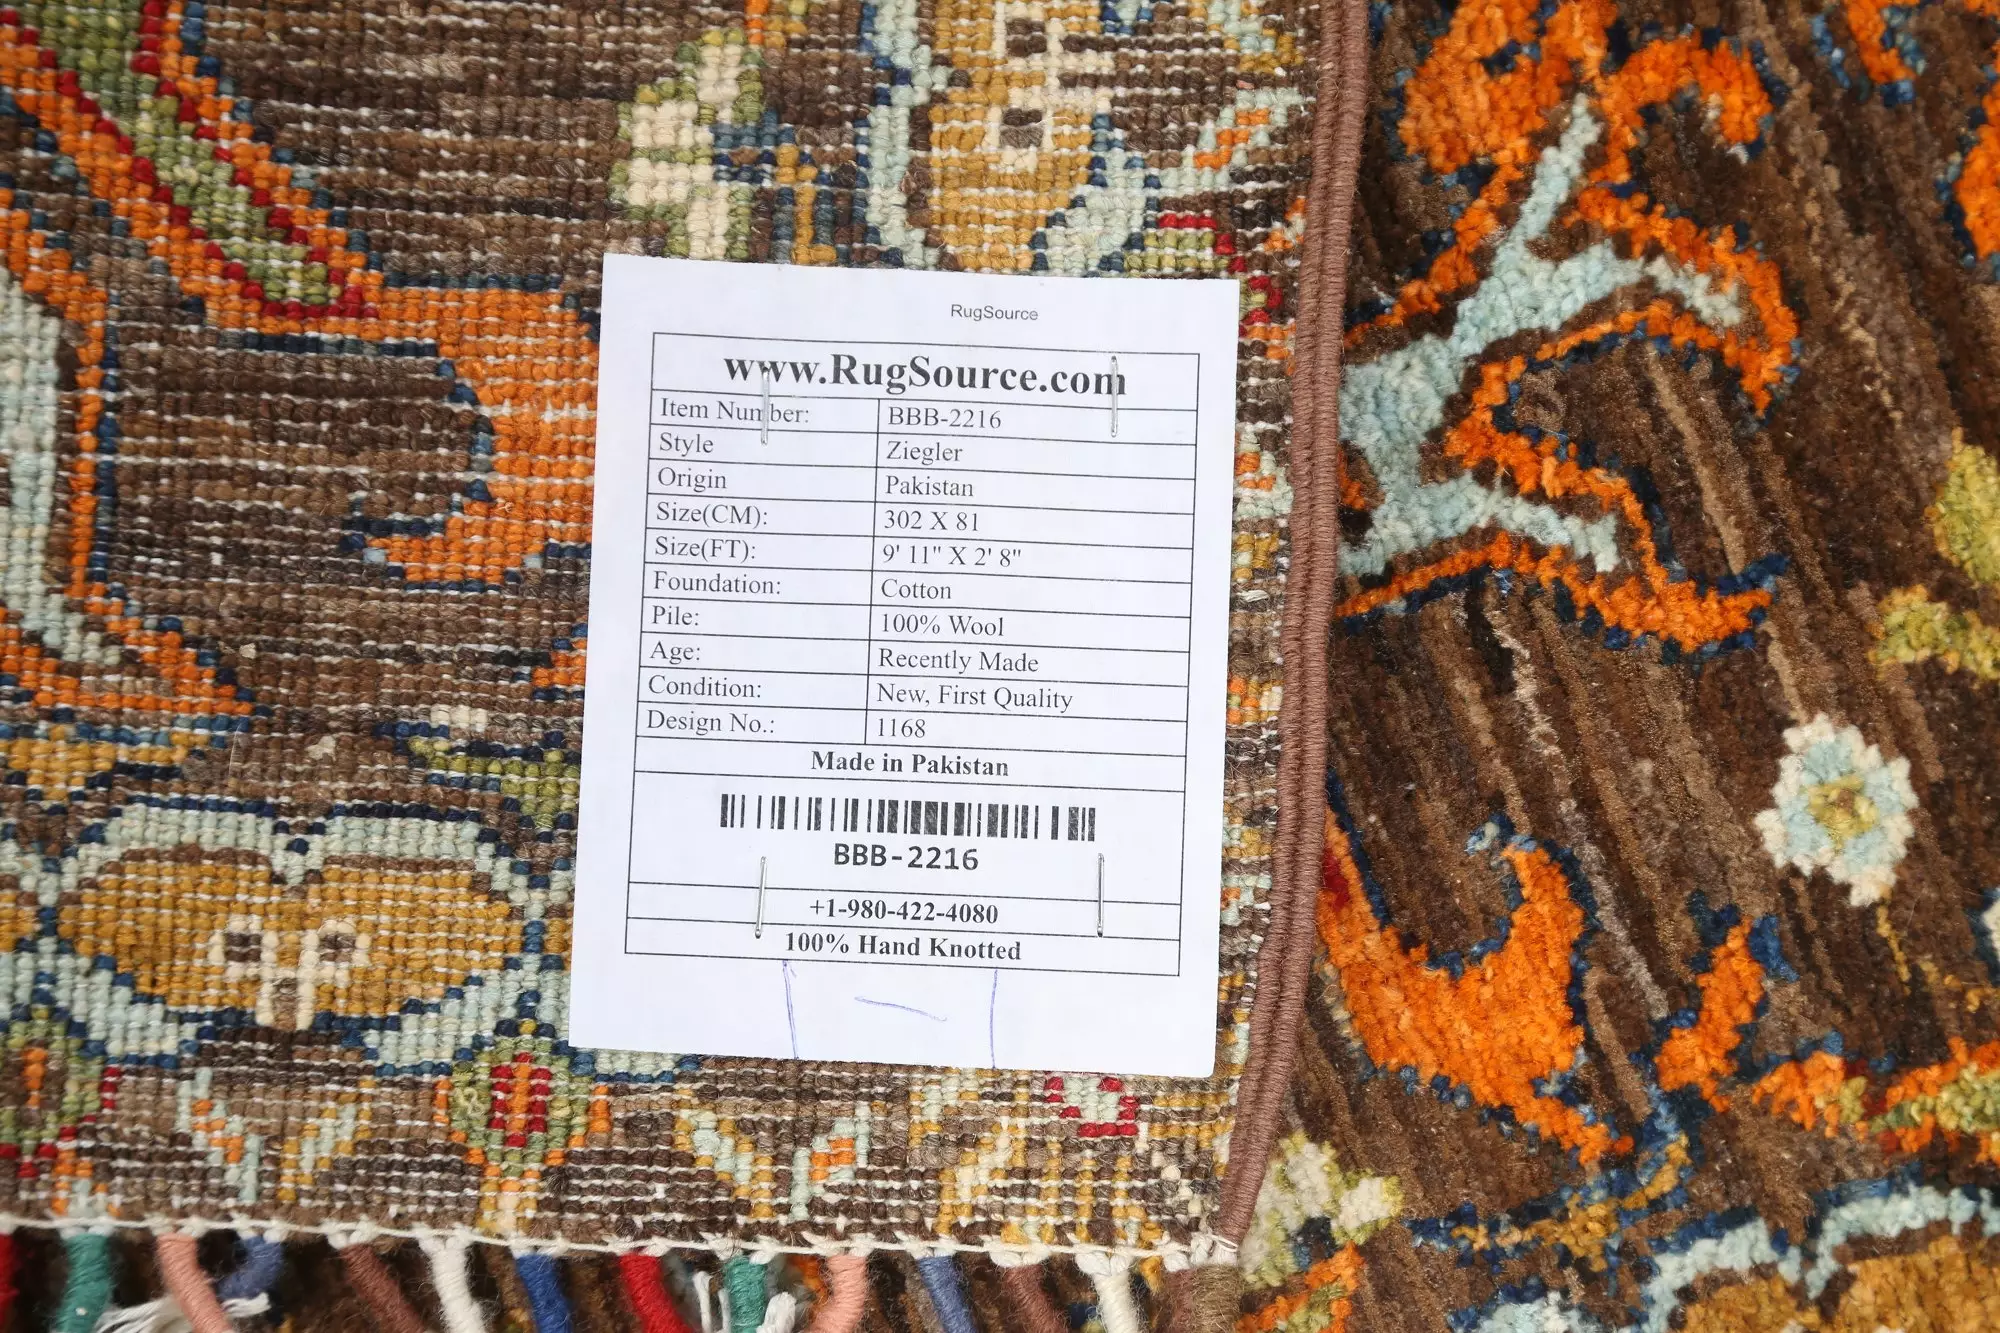 RugSource
www.RugSource.com
Item Number: BBB-2216
Style Ziegler
Origin Pakistan
Size(CM): 302 X 81
Size(FT): 9' 11" X 2' 8"
Foundation: Cotton
Pile: 100% Wool
Age: Recently Made
Condition: New, First Quality
Design No.: 1168
Made in Pakistan
BBB-2216
+1-980-422-4080
100% Hand Knotted